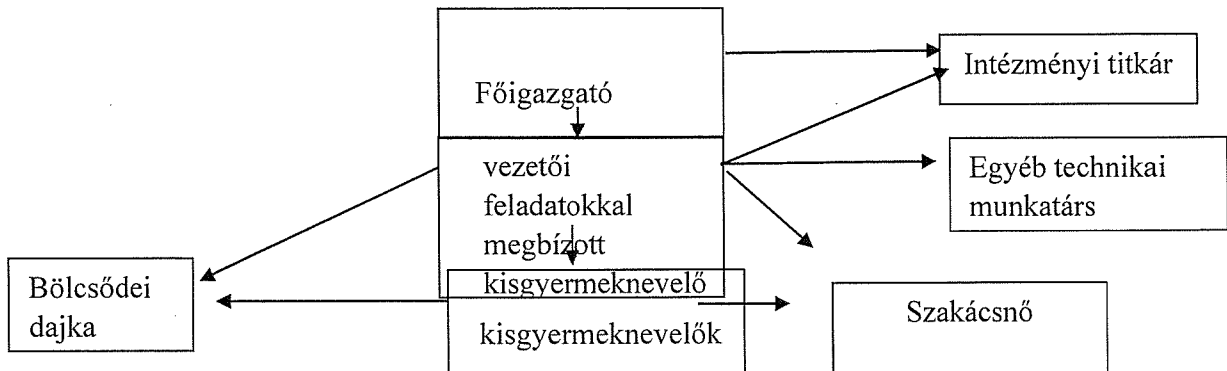 Főigazgató
Intézményi titkár
vezetői
feladatokkal
megbízott
kisgyermeknevelő
Egyéb technikai
munkatárs
Bölcsődei
dajka
kisgyermeknevelők
Szakácsnő